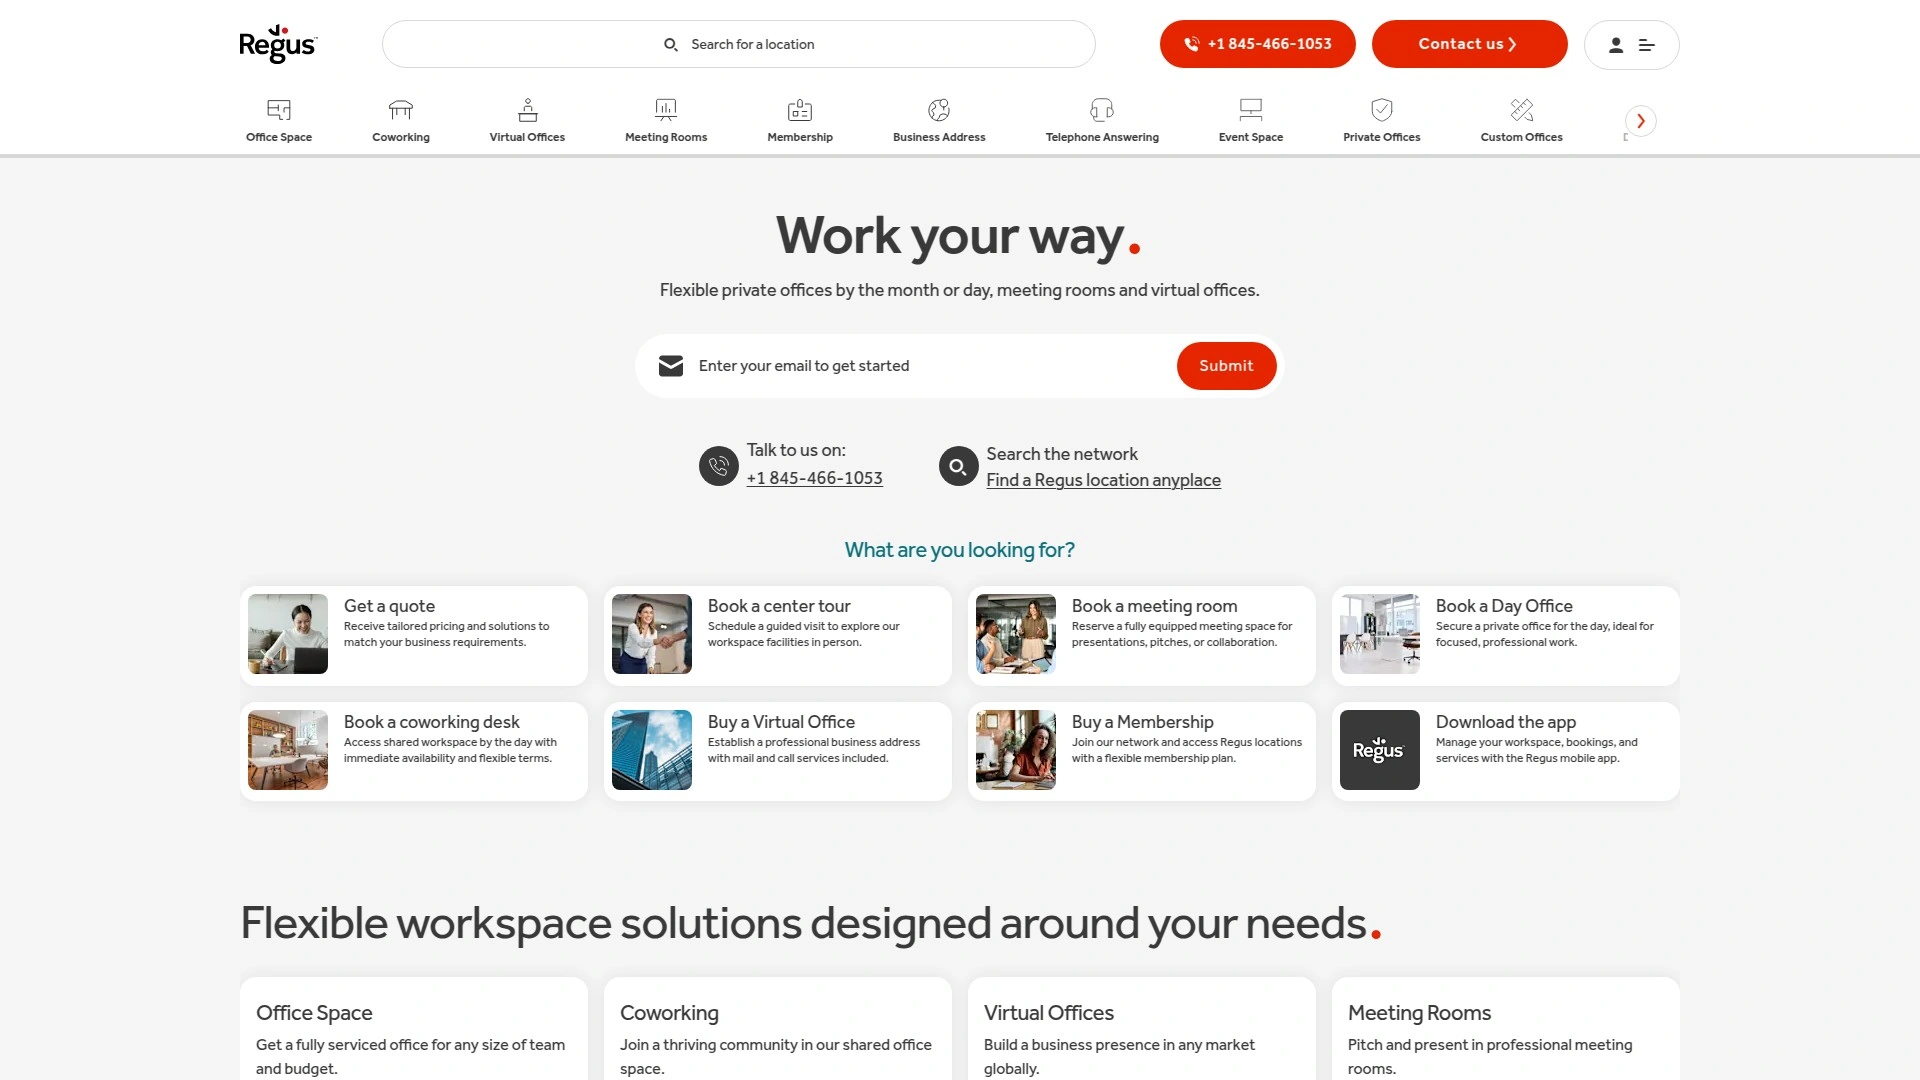 Regus
Search for a location
+1 845-466-1053
Contact us
Office Space
Coworking
Virtual Offices
Meeting Rooms
Membership
Business Address
Telephone Answering
Event Space
Private Offices
Custom Offices
Work your way.
Flexible private offices by the month or day, meeting rooms and virtual offices.
Enter your email to get started
Submit
Talk to us on:
+1 845-466-1053
Search the network
Find a Regus location anyplace
What are you looking for?
Get a quote
Receive tailored pricing and solutions to
match your business requirements.
Book a center tour
Schedule a guided visit to explore our
workspace facilities in person.
Book a meeting room
Reserve a fully equipped meeting space for
presentations, pitches, or collaboration.
Book a Day Office
Secure a private office for the day, ideal for
focused, professional work.
Book a coworking desk
Access shared workspace by the day with
immediate availability and flexible terms.
Buy a Virtual Office
Establish a professional business address
with mail and call services included.
Buy a Membership
Join our network and access Regus locations
with a flexible membership plan.
Regus
Download the app
Manage your workspace, bookings, and
services with the Regus mobile app.
Flexible workspace solutions designed around your needs.
Office Space
Get a fully serviced office for any size of team
and budget.
Coworking
Join a thriving community in our shared office
space.
Virtual Offices
Build a business presence in any market
globally.
Meeting Rooms
Pitch and present in professional meeting
rooms.